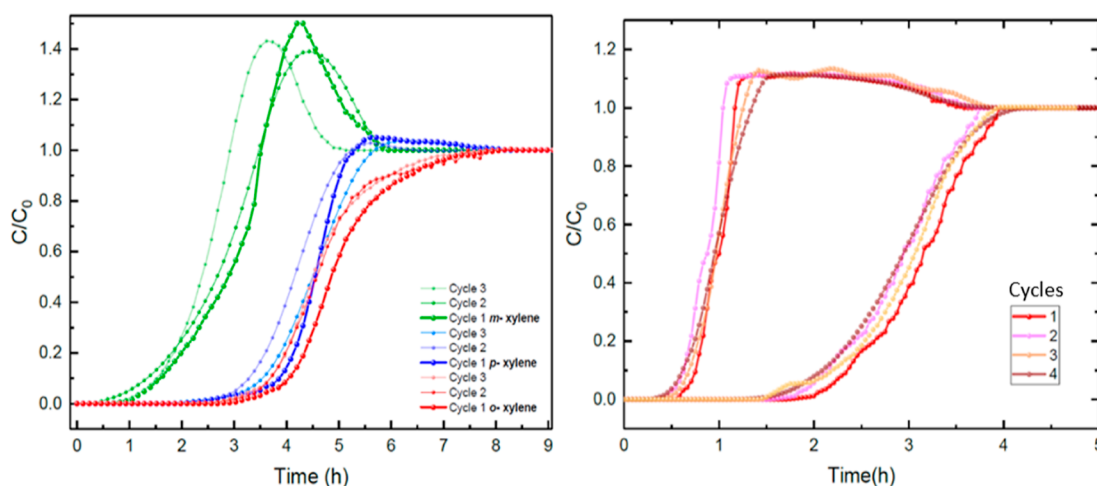 C/C0
1.4
1.2
1.0
0.8
0.6
0.4
0.2
0.0
Cycle 3
Cycle 2
Cycle 1 m- xylene
Cycle 3
Cycle 2
Cycle 1 p- xylene
Cycle 3
Cycle 2
Cycle 1 o- xylene
0 1 2 3 4 5 6 7 8 9
Time (h)
C/C0
1.2
1.0
0.8
0.6
0.4
0.2
0.0
Cycles
1
2
3
4
0 1 2 3 4 5
Time(h)